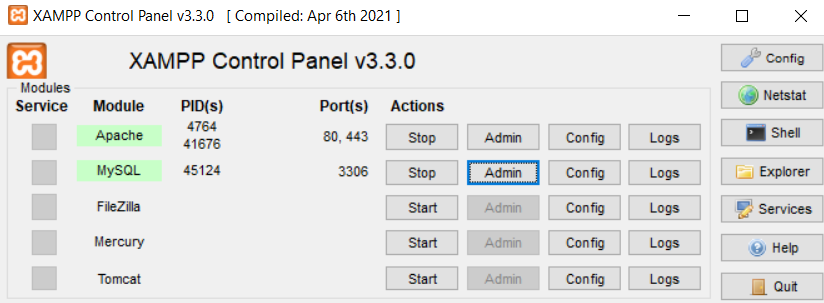 XAMPP Control Panel v3.3.0 [ Compiled: Apr 6th 2021 ]
XAMPP Control Panel v3.3.0
Modules
Service Module PID(s) Port(s) Actions
Apache 4764 41676 80, 443 Stop Admin Config Logs
MySQL 45124 3306 Stop Admin Config Logs
FileZilla Start Admin Config Logs
Mercury Start Admin Config Logs
Tomcat Start Admin Config Logs
Config
Netstat
Shell
Explorer
Services
Help
Quit